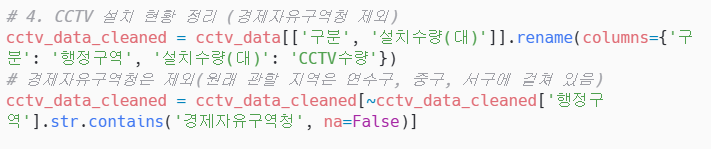 # 4. CCTV 설치 현황 정리 (경제자유구역청 제외)
cctv_data_cleaned = cctv_data[['구분', '설치수량(대)']].rename(columns={'구
분': '행정구역', '설치수량(대)': 'CCTV수량'})
# 경제자유구역청은 제외(원래 관할 지역은 연수구, 중구, 서구에 걸쳐 있음)
cctv_data_cleaned = cctv_data_cleaned[~cctv_data_cleaned['행정구
역'].str.contains('경제자유구역청', na=False)]